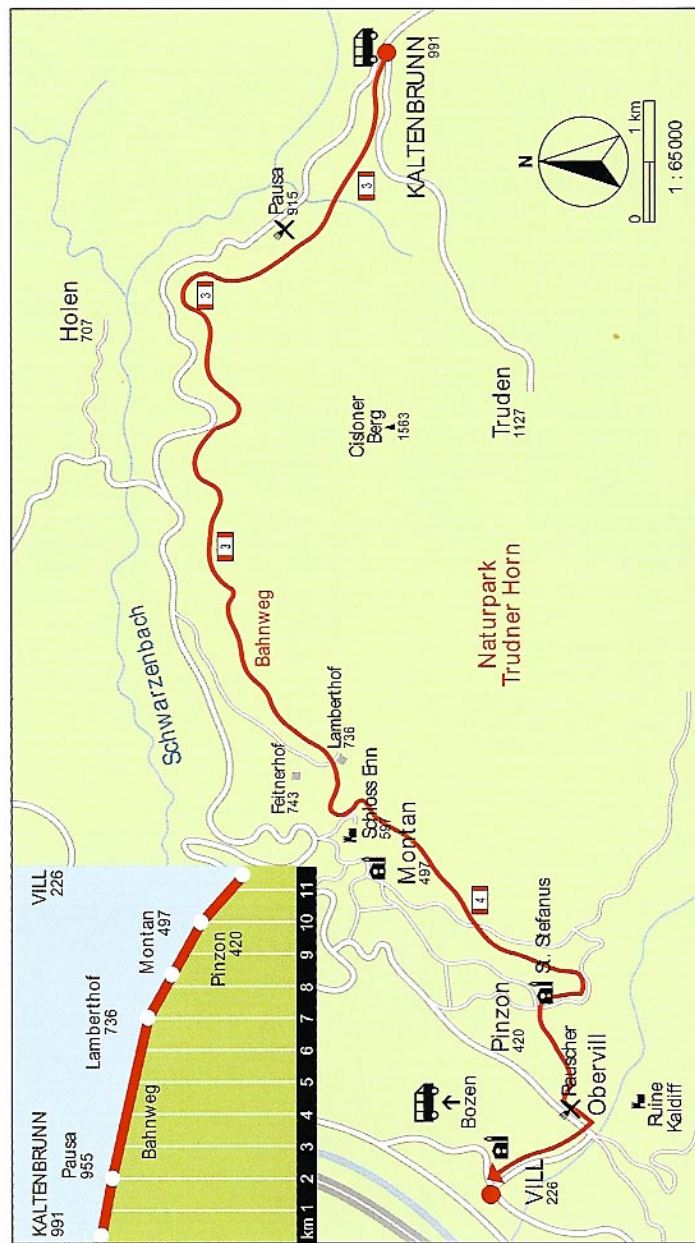 KALTENBRUNN
991
Pausa
955
Bahnweg
Lamberthof
736
Montan
497
Pinzon
420
VILL
226
km 1 2 3 4 5 6 7 8 9 10 11
Holen
707
Schwarzenbach
Pausa
915
KALTENBRUNN
991
3
3
3
Bahnweg
Feitnerhof
743
Lamberthof
736
Schloss Enn
597
Montan
497
4
St. Stefanus
Pinzon
420
Pauscher
Obervill
Bozen
VILL
226
Ruine
Kaldiff
Cisloner
Berg
1563
Truden
1127
Naturpark
Trudner Horn
N
0 1 km
1 : 65000